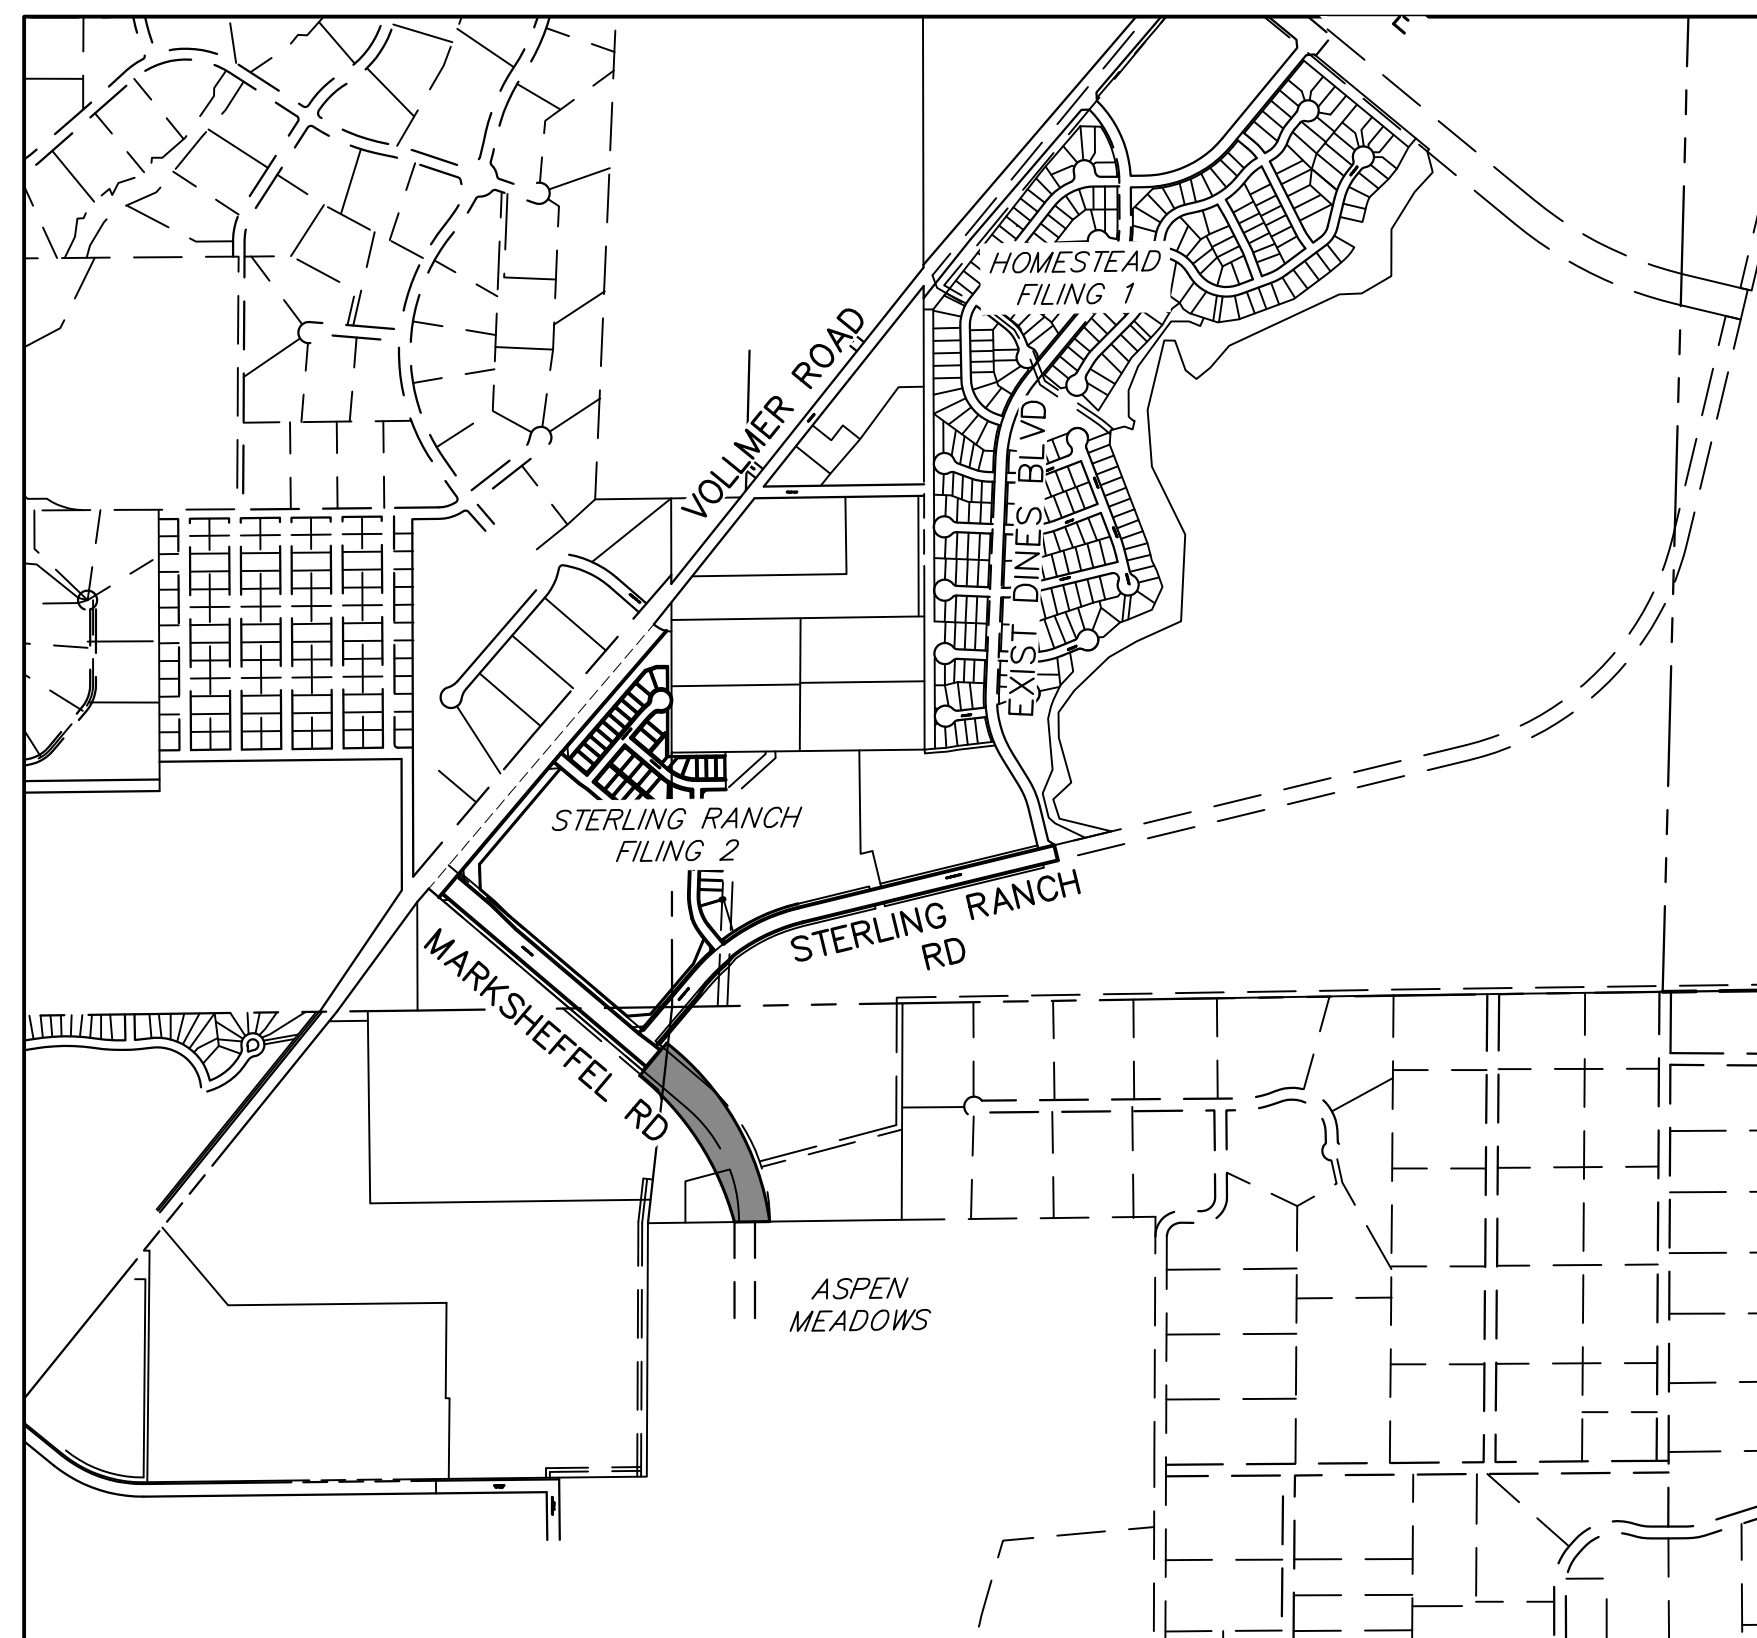 HOMESTEAD
FILING 1
VOLLMER ROAD
EXIST DINES BLVD
STERLING RANCH
FILING 2
STERLING RANCH
RD
MARKSHEFFEL RD
ASPEN
MEADOWS